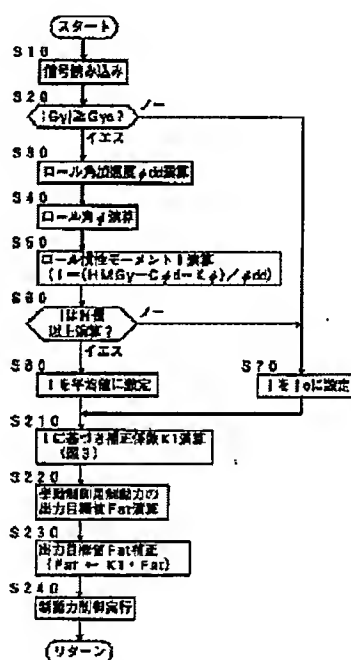 スタート
S10
信号読み込み
S20
|Gy|≧Gya?
ノー
イエス
S30
ロール角加速度φdd演算
S40
ロール角φ演算
S50
ロール慣性モーメントI演算
(I=(HMGy-Cφd-Kφ)/φdd)
S60
IはN個
以上演算?
ノー
イエス
S80
Iを平均値に設定
S70
IをIoに設定
S210
Iに基づき補正係数K1演算
(図3)
S220
挙動制御用制動力の
出力目標値Fat演算
S230
出力目標値Fat補正
(Fat ← K1・Fat)
S240
制動力制御実行
リターン